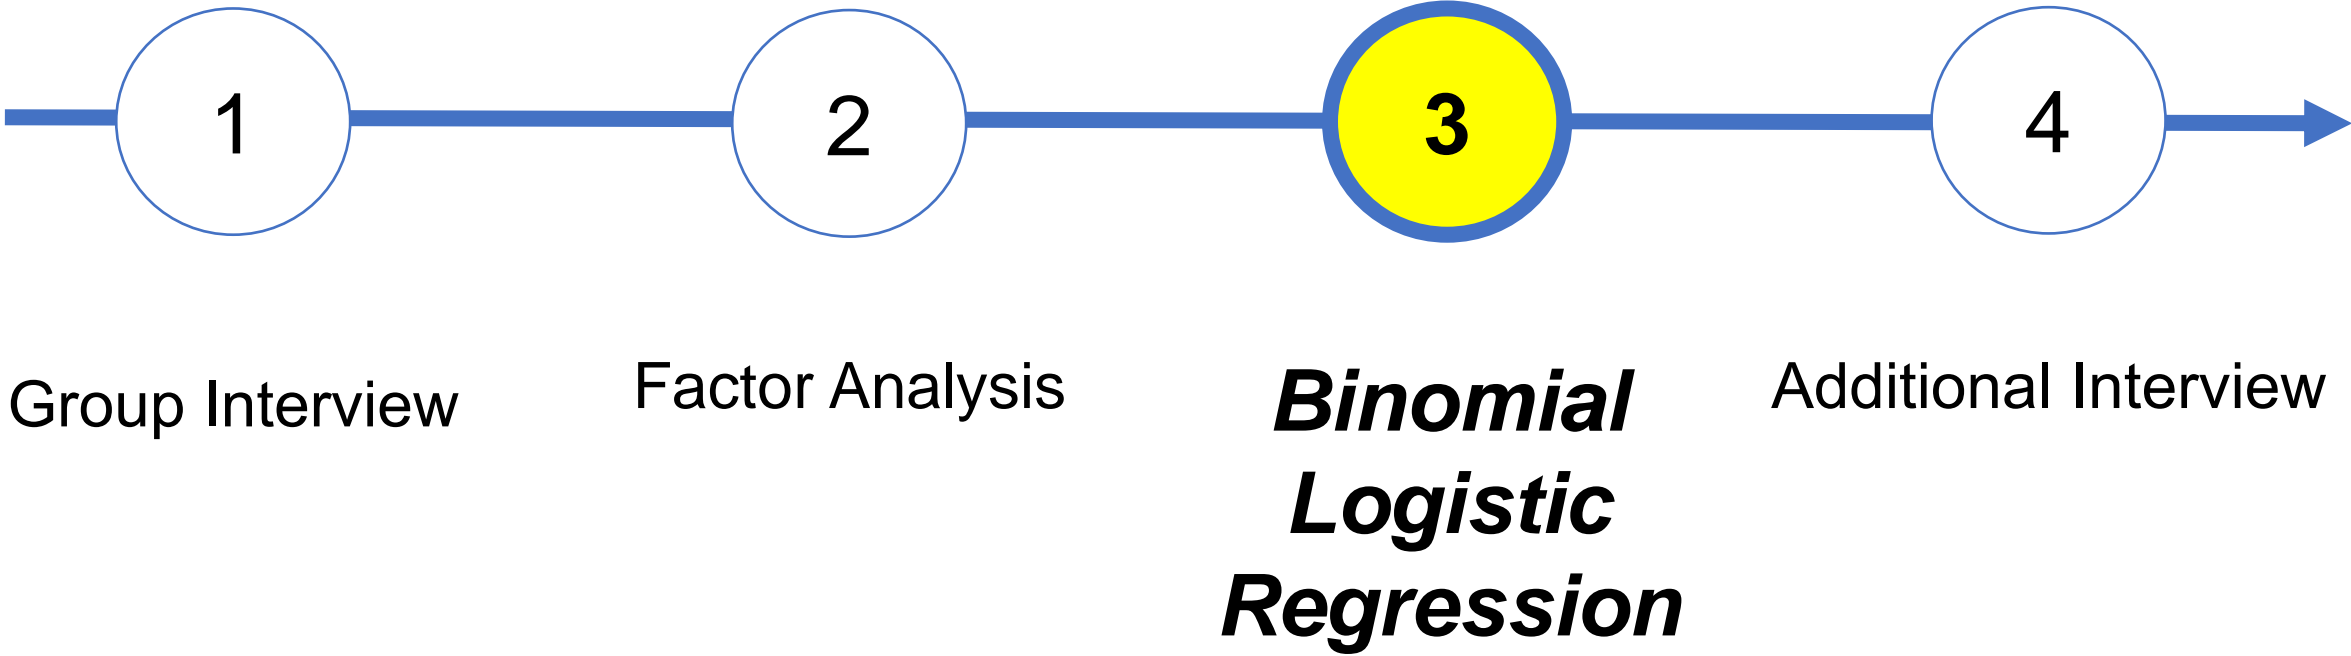 1
2
3
4
Group Interview
Factor Analysis
Binomial
Logistic
Regression
Additional Interview